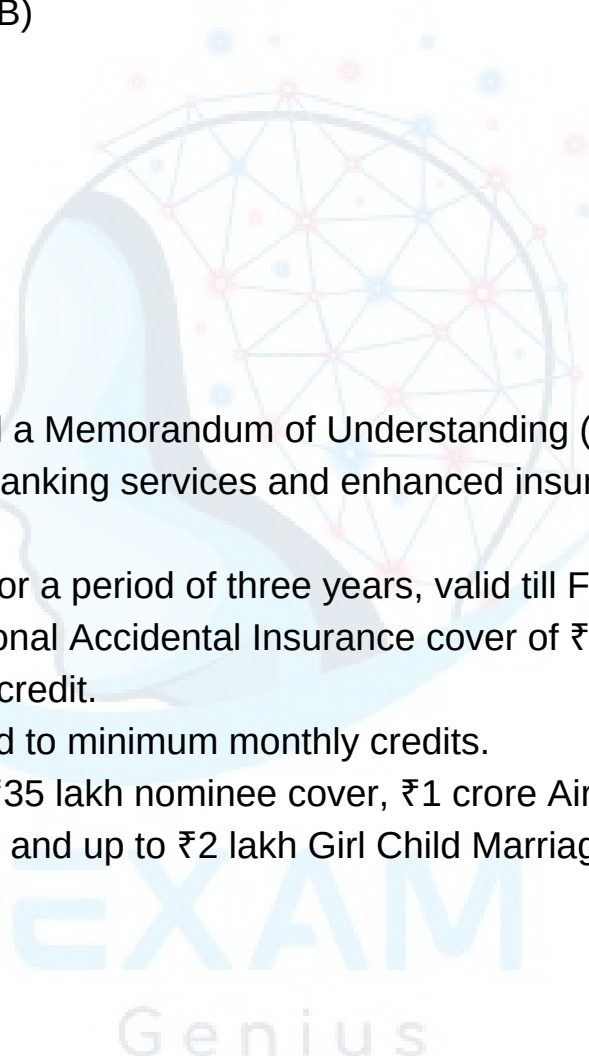 B)
a Memorandum of Understanding (
anking services and enhanced insur
or a period of three years, valid till F
onal Accidental Insurance cover of ₹
credit.
d to minimum monthly credits.
35 lakh nominee cover, ₹1 crore Air
and up to ₹2 lakh Girl Child Marriag
EXAM
Genius